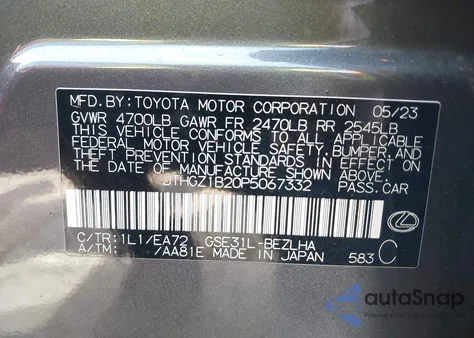 MFD.BY:TOYOTA MOTOR CORPORATION 05/23
GVWR 4700LB GAWR FR 2470LB RR 2545LB
THIS VEHICLE CONFORMS TO ALL APPLICABLE
FEDERAL MOTOR VEHICLE SAFETY, BUMPER AND
THEFT PREVENTION STANDARDS IN EFFECT ON
THE DATE OF MANUFACTURE SHOWN ABOVE.
JTHGZ1B20P5067332 PASS.CAR
C/TR:1L1/EA72 GSE31L-BEZLHA
A/TM: /AA81E MADE IN JAPAN 583 C
autoSnap